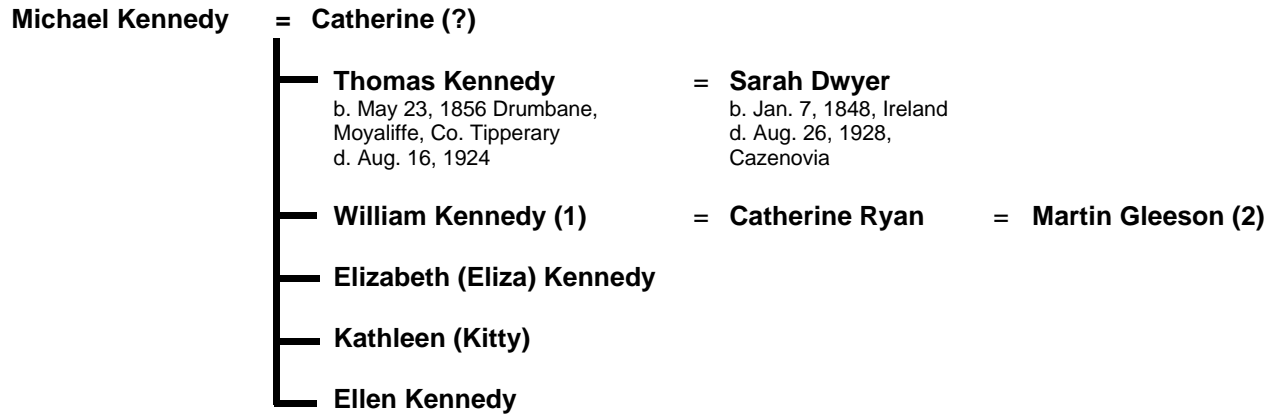 Michael Kennedy = Catherine (?)
Thomas Kennedy = Sarah Dwyer
b. May 23, 1856 Drumbane, b. Jan. 7, 1848, Ireland
Moyaliffe, Co. Tipperary d. Aug. 26, 1928,
d. Aug. 16, 1924 Cazenovia
William Kennedy (1) = Catherine Ryan = Martin Gleeson (2)
Elizabeth (Eliza) Kennedy
Kathleen (Kitty)
Ellen Kennedy